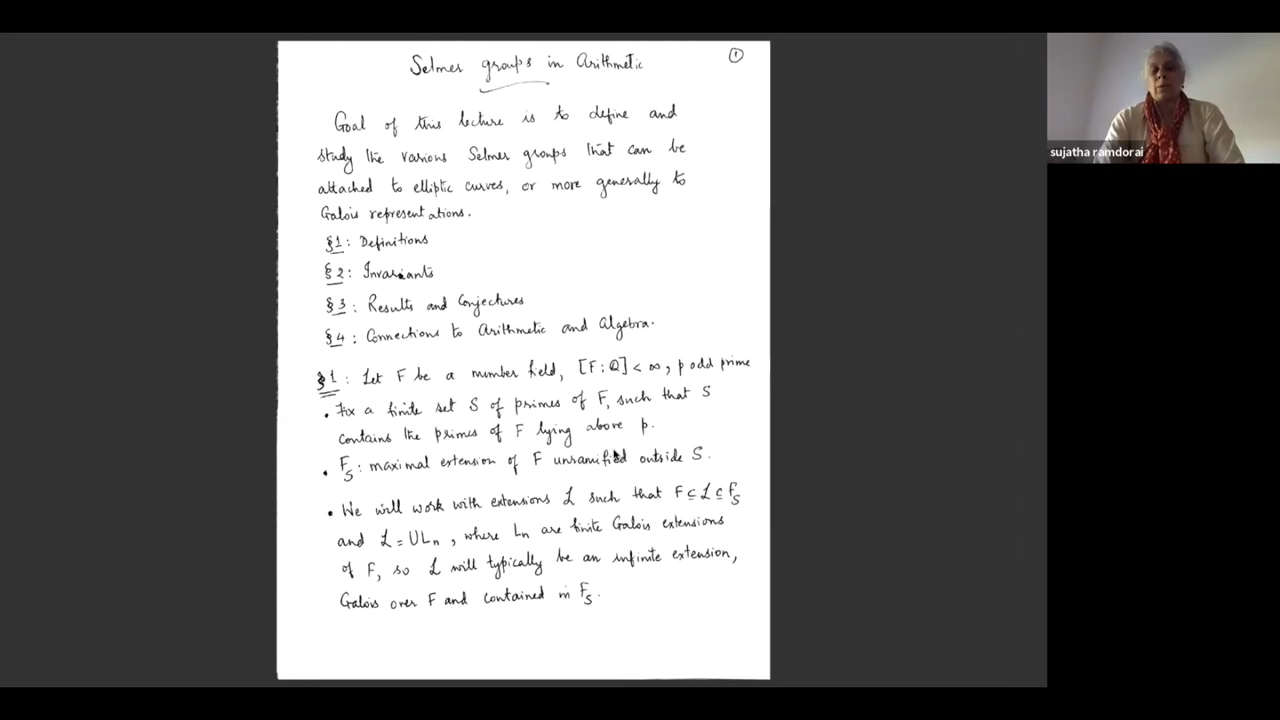 Selmer groups in Arithmetic
①
Goal of this lecture is to define and
study the various Selmer groups that can be
attached to elliptic curves, or more generally to
Galois representations.
§1: Definitions
§2: Invariants
§3: Results and Conjectures
§4: Connections to Arithmetic and Algebra.
§1: Let F be a number field, [F:ℚ] < ∞, p odd prime
• Fix a finite set S of primes of F, such that S
contains the primes of F lying above p.
• F_S: maximal extension of F unramified outside S.
• We will work with extensions ℒ such that F ⊆ ℒ ⊆ F_S
and ℒ = ∪L_n, where L_n are finite Galois extensions
of F, so ℒ will typically be an infinite extension,
Galois over F and contained in F_S.
sujatha ramdorai